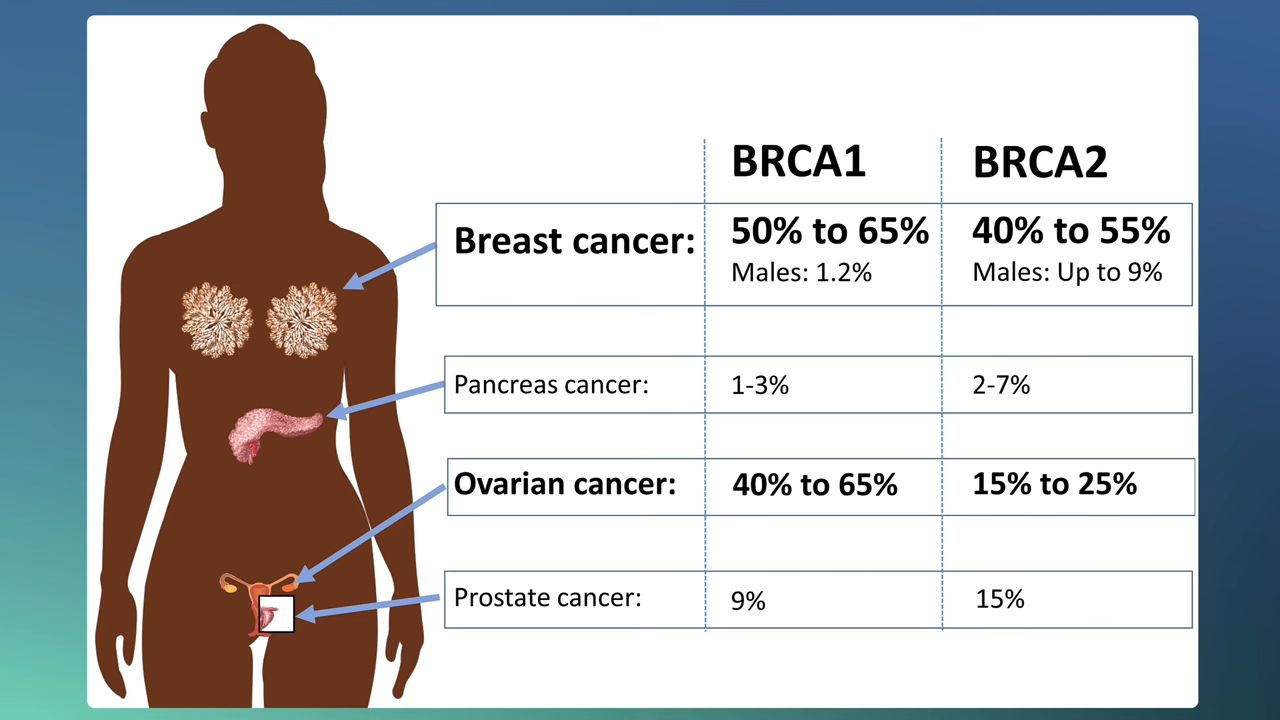 BRCA1 BRCA2
Breast cancer: 50% to 65% 40% to 55%
Males: 1.2% Males: Up to 9%
Pancreas cancer: 1-3% 2-7%
Ovarian cancer: 40% to 65% 15% to 25%
Prostate cancer: 9% 15%